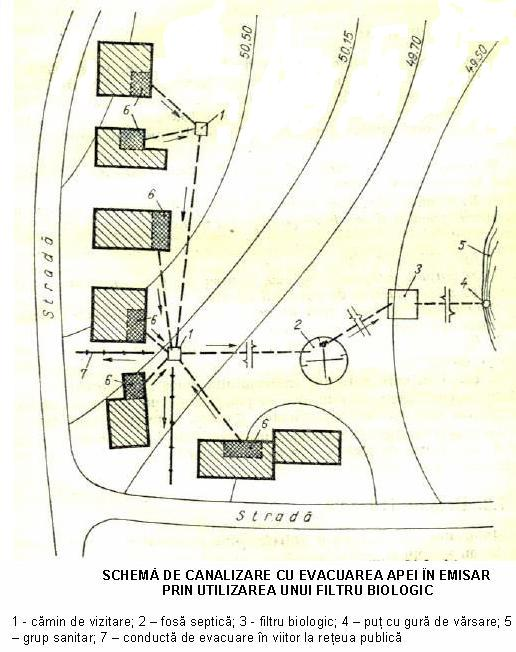 50,50
50,15
49,70
49,50
6
1
6
6
5
3
4
2
6
1
7
6
6
Stradă
Stradă
SCHEMĂ DE CANALIZARE CU EVACUAREA APEI ÎN EMISAR
PRIN UTILIZAREA UNUI FILTRU BIOLOGIC
1 - cămin de vizitare; 2 – fosă septică; 3 - filtru biologic; 4 – puţ cu gură de vărsare; 5
– grup sanitar; 7 – conductă de evacuare în viitor la reţeua publică